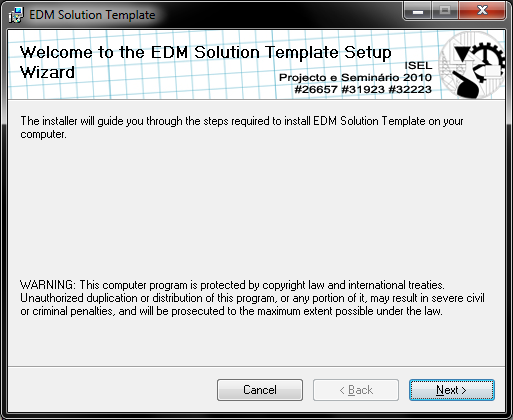 EDM Solution Template
Welcome to the EDM Solution Template Setup
Wizard
ISEL
Projecto e Seminário 2010
#26657 #31923 #32223
The installer will guide you through the steps required to install EDM Solution Template on your
computer.
WARNING: This computer program is protected by copyright law and international treaties.
Unauthorized duplication or distribution of this program, or any portion of it, may result in severe civil
or criminal penalties, and will be prosecuted to the maximum extent possible under the law.
Cancel
< Back
Next >